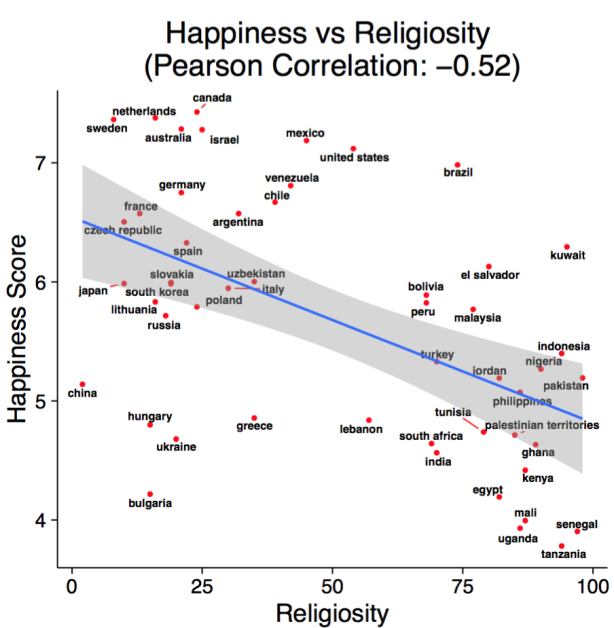 Happiness vs Religiosity
(Pearson Correlation: −0.52)
canada
netherlands
sweden
australia
israel
mexico
united states
7
brazil
venezuela
germany
chile
france
argentina
czech republic
spain
kuwait
Happiness Score
el salvador
6
slovakia
uzbekistan
japan
south korea
italy
bolivia
poland
lithuania
peru
malaysia
russia
indonesia
turkey
nigeria
jordan
pakistan
china
5
philippines
hungary
tunisia
greece
lebanon
palestinian territories
ukraine
south africa
ghana
india
kenya
egypt
bulgaria
4
mali
senegal
uganda
tanzania
0
25
50
75
100
Religiosity